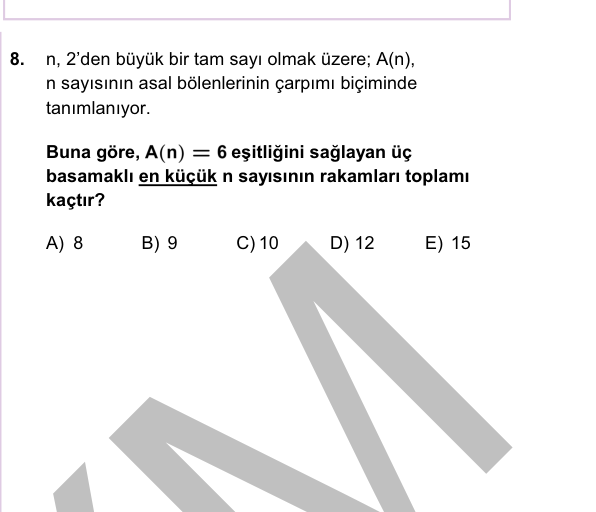 8. n, 2'den büyük bir tam sayı olmak üzere; A(n),
n sayısının asal bölenlerinin çarpımı biçiminde
tanımlanıyor.
Buna göre, A(n) = 6 eşitliğini sağlayan üç
basamaklı en küçük n sayısının rakamları toplamı
kaçtır?
A) 8 B) 9 C) 10 D) 12 E) 15